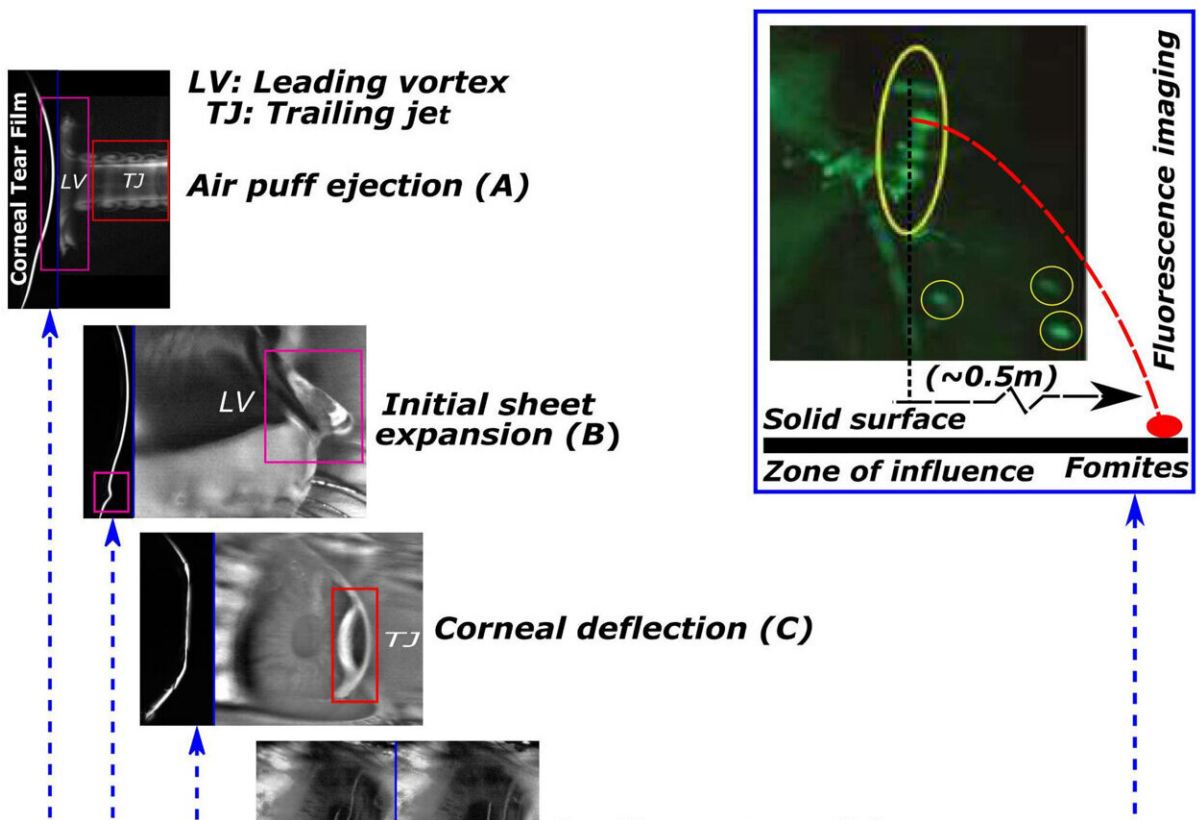 LV: Leading vortex
TJ: Trailing jet
Corneal Tear Film
LV
TJ
Air puff ejection (A)
LV
Initial sheet
expansion (B)
TJ
Corneal deflection (C)
Fluorescence imaging
(~0.5m)
Solid surface
Zone of influence
Fomites